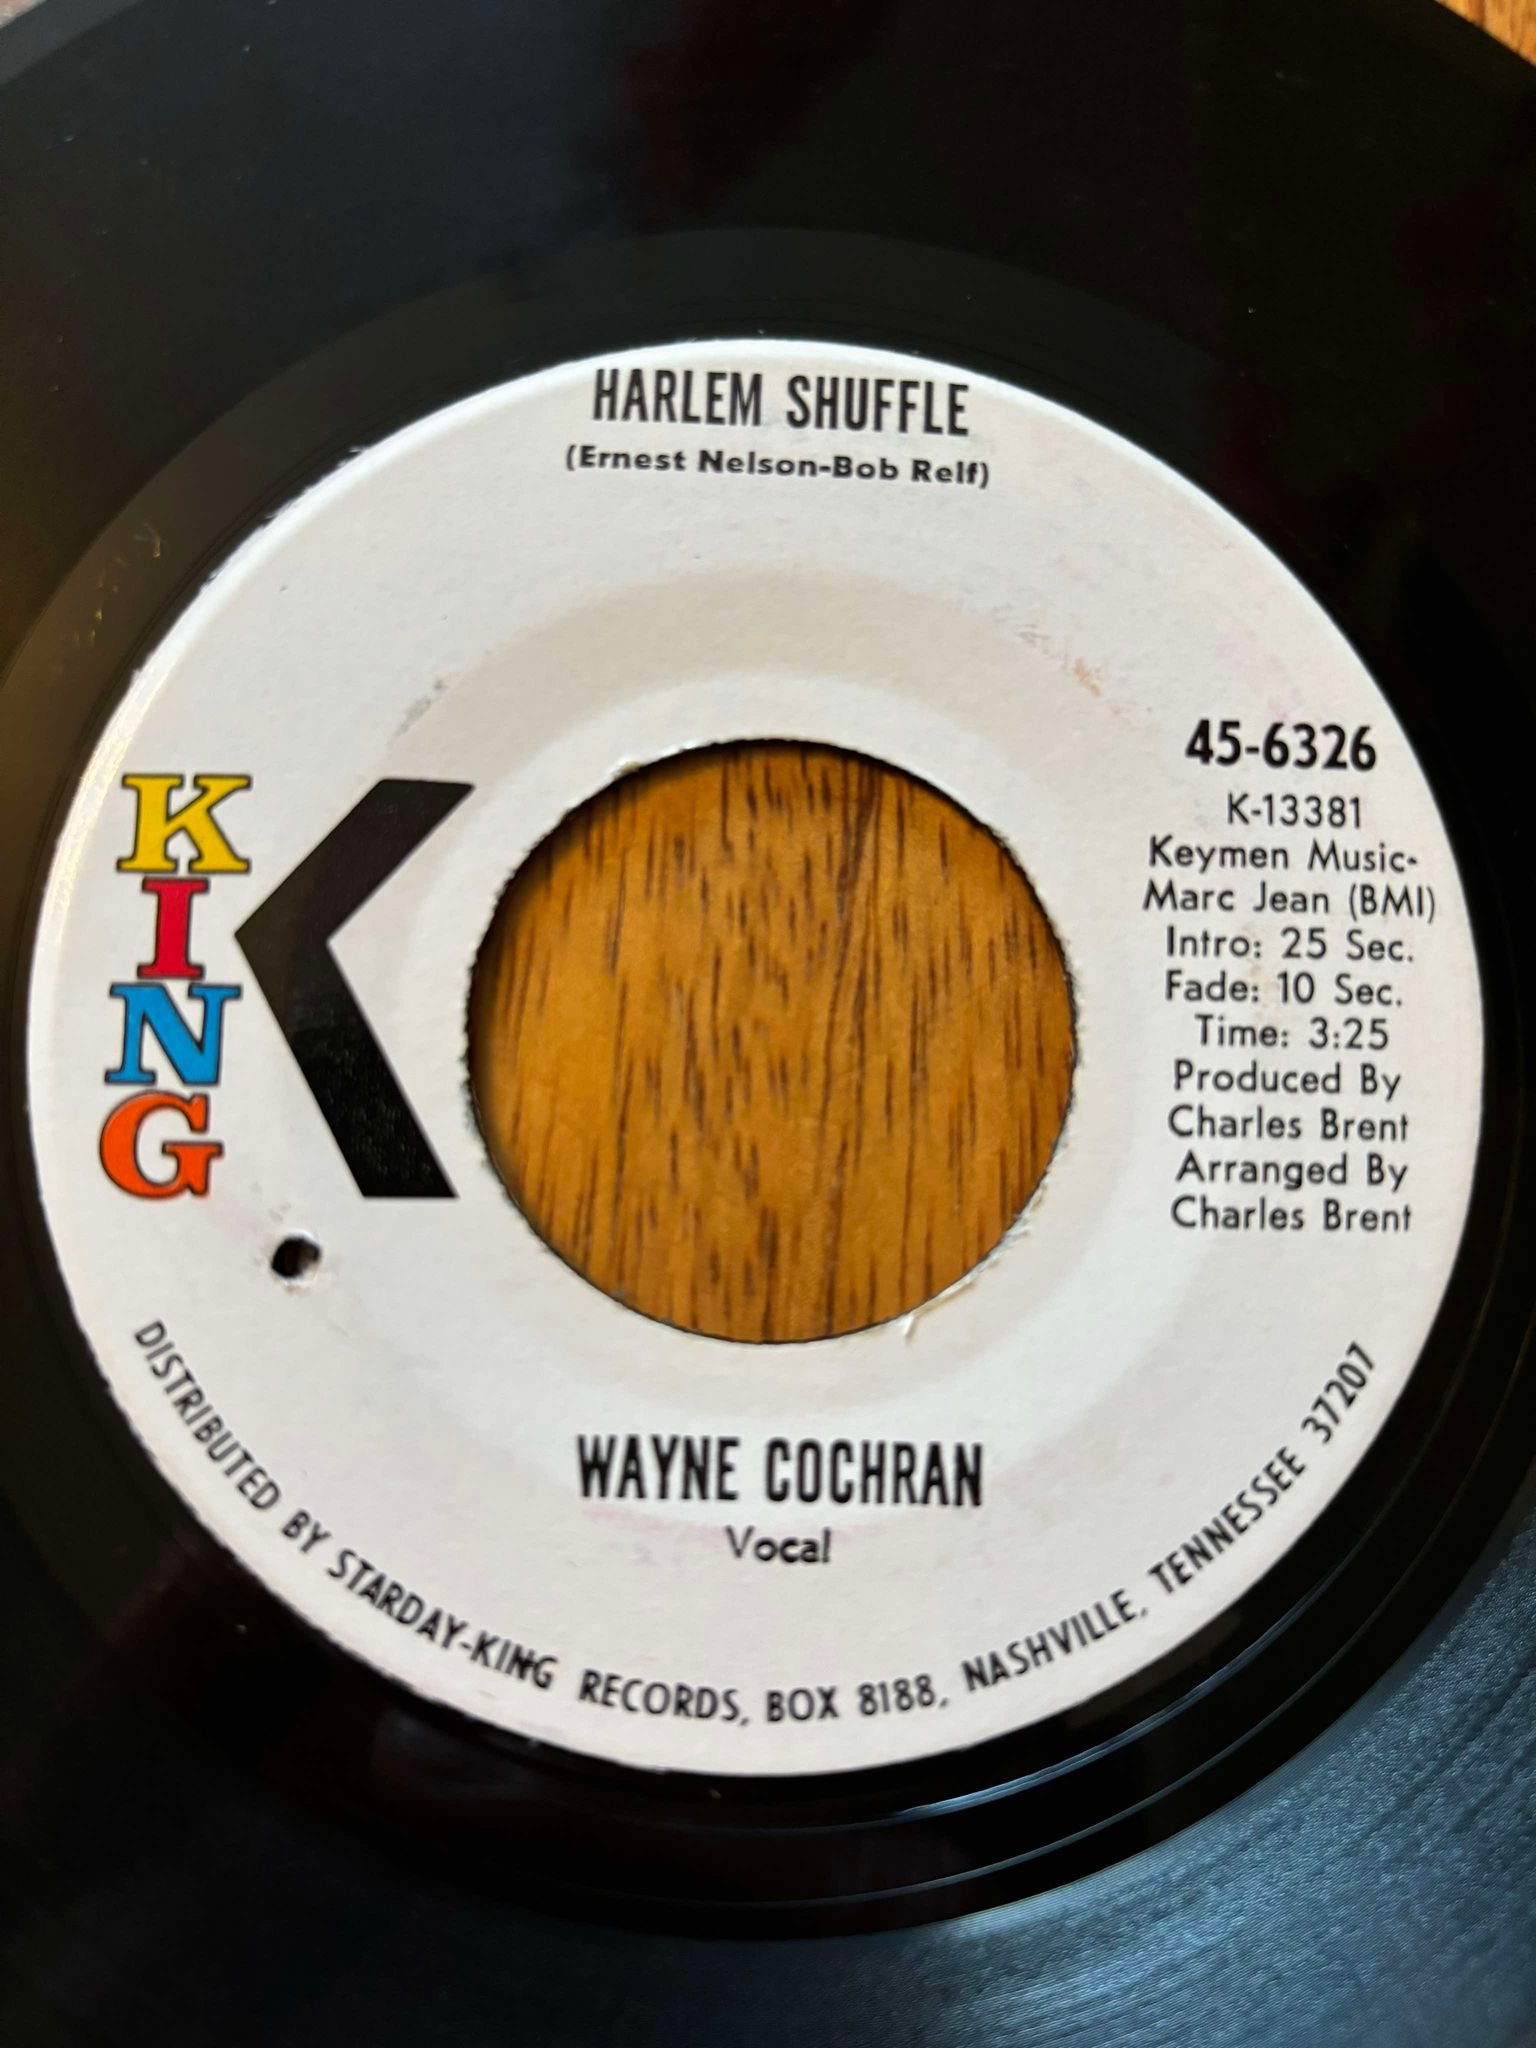 HARLEM SHUFFLE
(Ernest Nelson-Bob Relf)
KING
45-6326
K-13381
Keymen Music-
Marc Jean (BMI)
Intro: 25 Sec.
Fade: 10 Sec.
Time: 3:25
Produced By
Charles Brent
Arranged By
Charles Brent
WAYNE COCHRAN
Vocal
DISTRIBUTED BY STARDAY-KING RECORDS, BOX 8188, NASHVILLE, TENNESSEE 37207